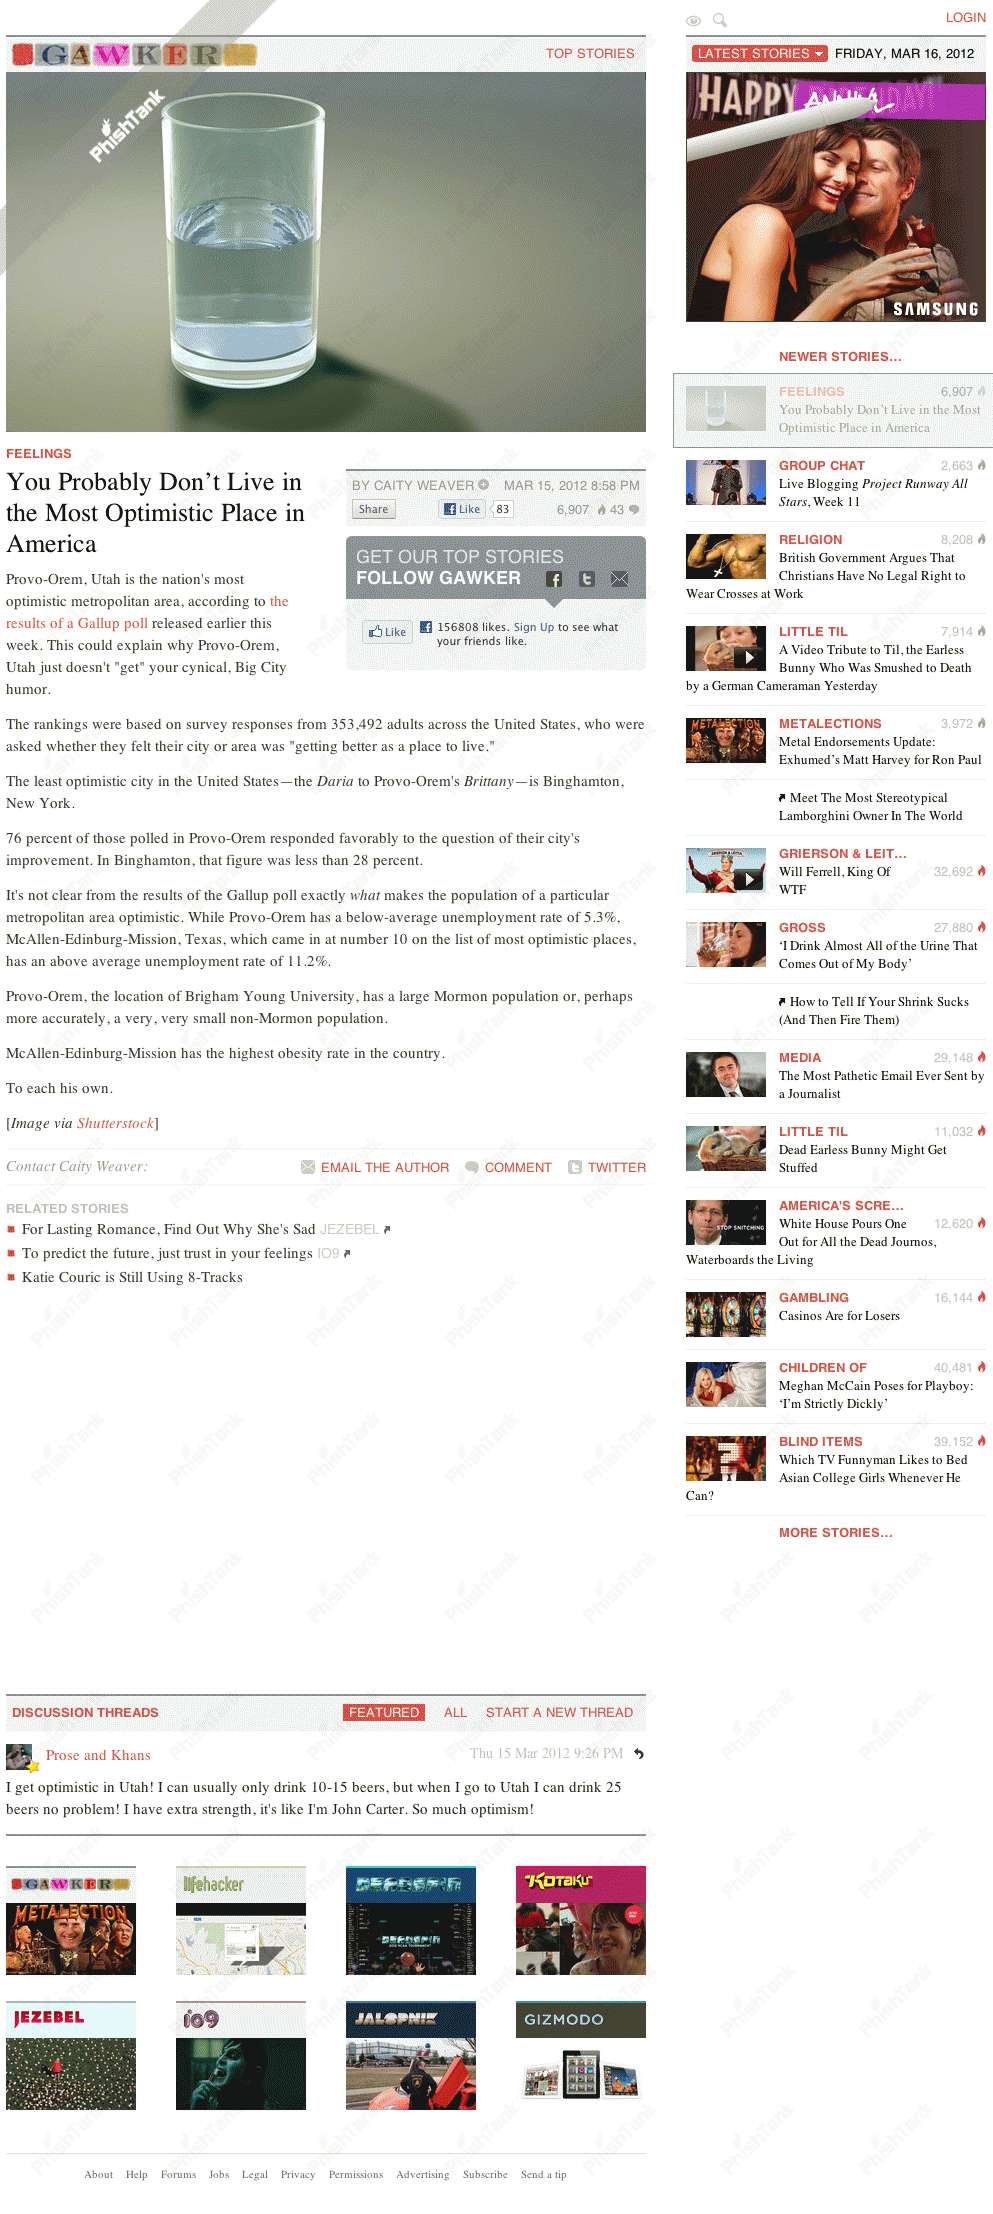 LOGIN
GAWKER
TOP STORIES
LATEST STORIES
FRIDAY, MAR 16, 2012
PhishTank
HAPPY
SAMSUNG
FEELINGS
You Probably Don’t Live in
the Most Optimistic Place in
America
BY CAITY WEAVER
MAR 15, 2012 8:58 PM
Share
Like
83
6,907
43
GET OUR TOP STORIES
FOLLOW GAWKER
Like
156808 likes. Sign Up to see what
your friends like.
Provo-Orem, Utah is the nation's most
optimistic metropolitan area, according to the
results of a Gallup poll released earlier this
week. This could explain why Provo-Orem,
Utah just doesn't "get" your cynical, Big City
humor.
The rankings were based on survey responses from 353,492 adults across the United States, who were
asked whether they felt their city or area was "getting better as a place to live."
The least optimistic city in the United States—the Daria to Provo-Orem's Brittany—is Binghamton,
New York.
76 percent of those polled in Provo-Orem responded favorably to the question of their city's
improvement. In Binghamton, that figure was less than 28 percent.
It's not clear from the results of the Gallup poll exactly what makes the population of a particular
metropolitan area optimistic. While Provo-Orem has a below-average unemployment rate of 5.3%,
McAllen-Edinburg-Mission, Texas, which came in at number 10 on the list of most optimistic places,
has an above average unemployment rate of 11.2%.
Provo-Orem, the location of Brigham Young University, has a large Mormon population or, perhaps
more accurately, a very, very small non-Mormon population.
McAllen-Edinburg-Mission has the highest obesity rate in the country.
To each his own.
[Image via Shutterstock]
Contact Caity Weaver:
EMAIL THE AUTHOR
COMMENT
TWITTER
RELATED STORIES
For Lasting Romance, Find Out Why She's Sad JEZEBEL
To predict the future, just trust in your feelings IO9
Katie Couric is Still Using 8-Tracks
NEWER STORIES…
FEELINGS
6,907
You Probably Don’t Live in the Most
Optimistic Place in America
GROUP CHAT
2,663
Live Blogging Project Runway All
Stars, Week 11
RELIGION
8,208
British Government Argues That
Christians Have No Legal Right to
Wear Crosses at Work
LITTLE TIL
7,914
A Video Tribute to Til, the Earless
Bunny Who Was Smushed to Death
by a German Cameraman Yesterday
METALECTION
METALECTIONS
3,972
Metal Endorsements Update:
Exhumed’s Matt Harvey for Ron Paul
Meet The Most Stereotypical
Lamborghini Owner In The World
GRIERSON & LEIT…
Will Ferrell, King Of
32,692
WTF
GROSS
27,880
‘I Drink Almost All of the Urine That
Comes Out of My Body’
How to Tell If Your Shrink Sucks
(And Then Fire Them)
MEDIA
29,148
The Most Pathetic Email Ever Sent by
a Journalist
LITTLE TIL
11,032
Dead Earless Bunny Might Get
Stuffed
AMERICA'S SCRE…
STOP SNITCHING
White House Pours One
12,620
Out for All the Dead Journos,
Waterboards the Living
GAMBLING
16,144
Casinos Are for Losers
CHILDREN OF
40,481
Meghan McCain Poses for Playboy:
‘I’m Strictly Dickly’
BLIND ITEMS
39,152
Which TV Funnyman Likes to Bed
Asian College Girls Whenever He
Can?
MORE STORIES…
DISCUSSION THREADS
FEATURED
ALL
START A NEW THREAD
Prose and Khans
Thu 15 Mar 2012 9:26 PM
I get optimistic in Utah! I can usually only drink 10-15 beers, but when I go to Utah I can drink 25
beers no problem! I have extra strength, it's like I'm John Carter. So much optimism!
GAWKER
lifehacker
DEADSPIN
KOTAKU
METALECTION
DEADSPIN
JEZEBEL
io9
JALOPNIK
GIZMODO
About Help Forums Jobs Legal Privacy Permissions Advertising Subscribe Send a tip